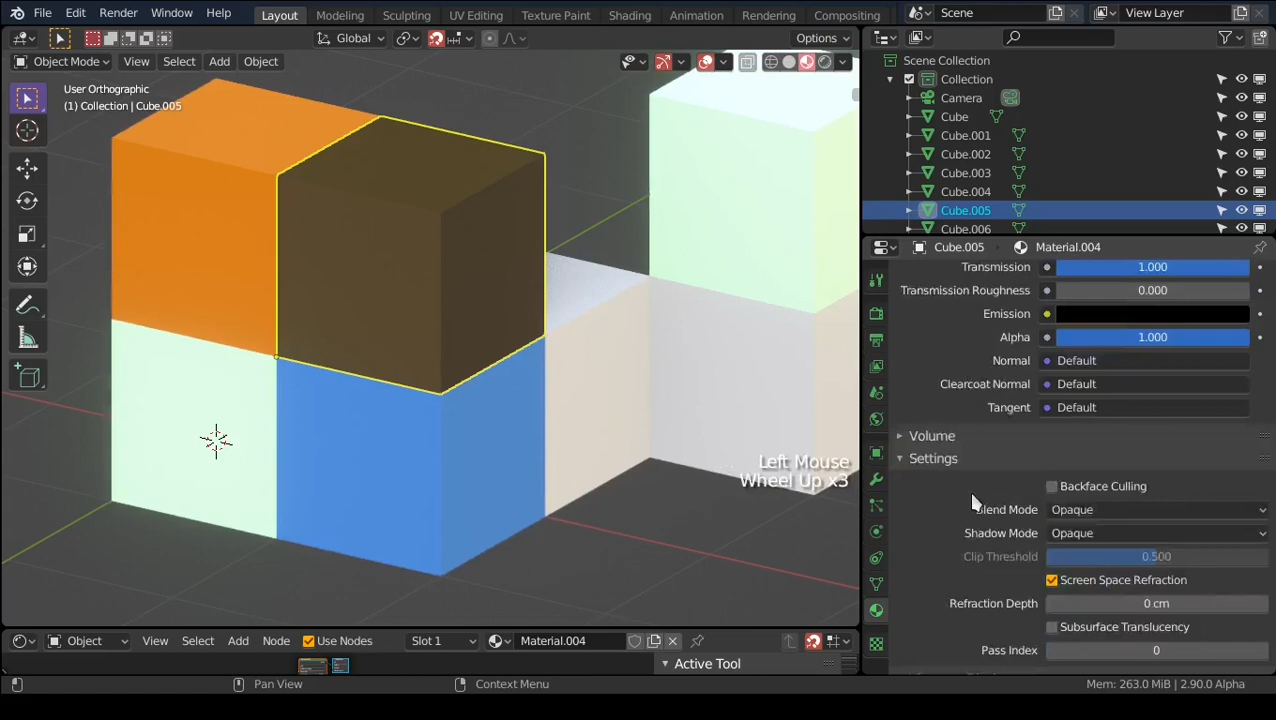 File Edit Render Window Help Layout Modeling Sculpting UV Editing Texture Paint Shading Animation Rendering Compositing Scene View Layer
Global Options
Object Mode View Select Add Object
User Orthographic
(1) Collection | Cube.005
Scene Collection
Collection
Camera
Cube
Cube.001
Cube.002
Cube.003
Cube.004
Cube.005
Cube.006
Cube.005 Material.004
Transmission 1.000
Transmission Roughness 0.000
Emission
Alpha 1.000
Normal Default
Clearcoat Normal Default
Tangent Default
Volume
Settings
Backface Culling
Blend Mode Opaque
Shadow Mode Opaque
Clip Threshold 0.500
Screen Space Refraction
Refraction Depth 0 cm
Subsurface Translucency
Pass Index 0
Left Mouse
Wheel Up x3
Object View Select Add Node Use Nodes Slot 1 Material.004
Active Tool
Pan View Context Menu Mem: 263.0 MiB | 2.90.0 Alpha